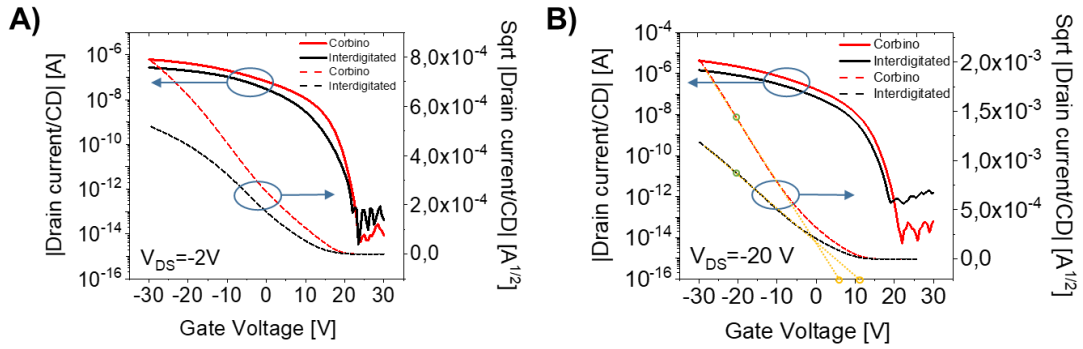 A)
|Drain current/CD| [A]
10⁻⁶
10⁻⁸
10⁻¹⁰
10⁻¹²
10⁻¹⁴
10⁻¹⁶
Corbino
Interdigitated
Corbino
Interdigitated
8,0x10⁻⁴
6,0x10⁻⁴
4,0x10⁻⁴
2,0x10⁻⁴
0,0
Sqrt |Drain current/CD| [A^1/2]
V_DS=-2V
-30 -20 -10 0 10 20 30
Gate Voltage [V]
B)
|Drain current/CD| [A]
10⁻⁴
10⁻⁶
10⁻⁸
10⁻¹⁰
10⁻¹²
10⁻¹⁴
10⁻¹⁶
Corbino
Interdigitated
Corbino
Interdigitated
2,0x10⁻³
1,5x10⁻³
1,0x10⁻³
5,0x10⁻⁴
0,0
Sqrt |Drain current/CD| [A^1/2]
V_DS=-20 V
-30 -20 -10 0 10 20 30
Gate Voltage [V]